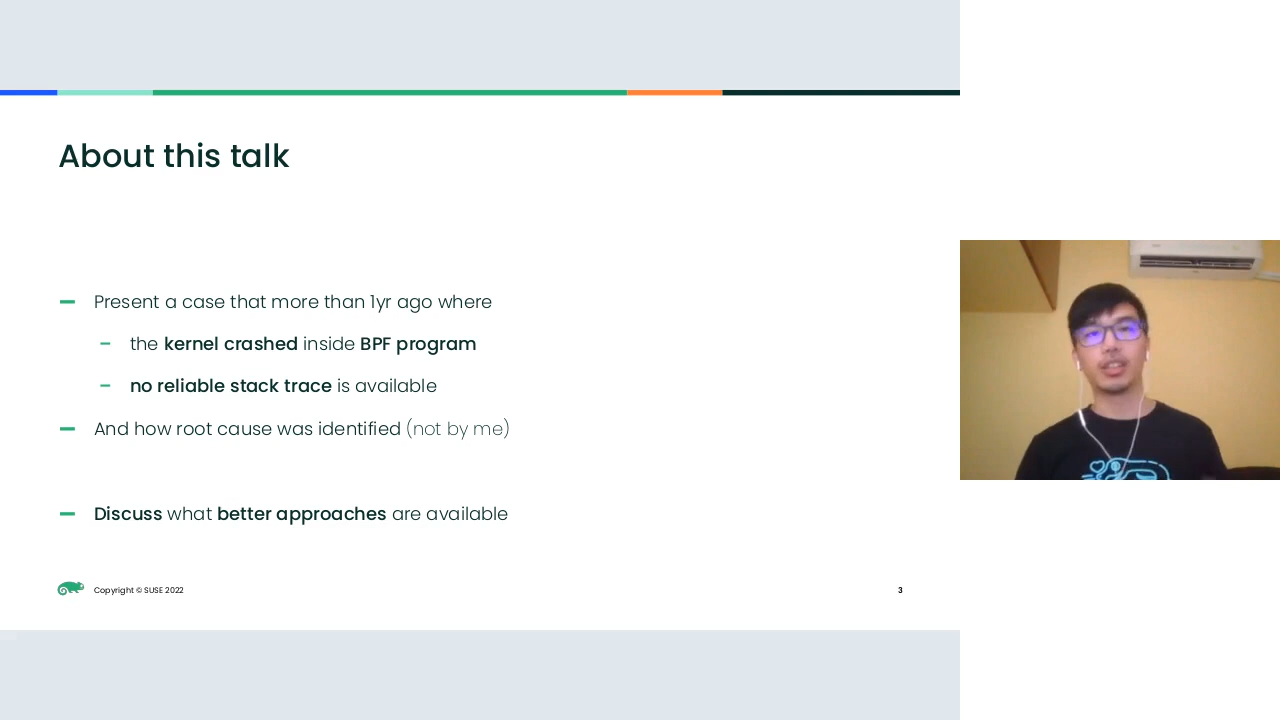 About this talk
Present a case that more than 1yr ago where
the kernel crashed inside BPF program
no reliable stack trace is available
And how root cause was identified (not by me)
Discuss what better approaches are available
Copyright © SUSE 2022
3